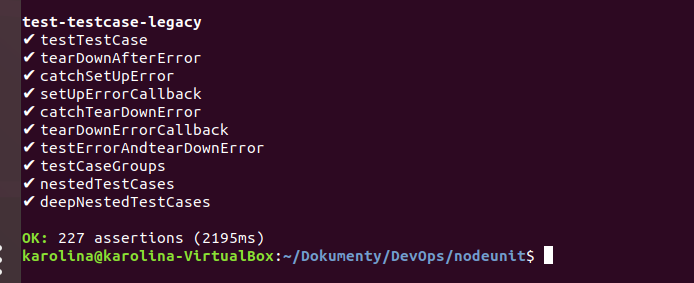 test-testcase-legacy
✔ testTestCase
✔ tearDownAfterError
✔ catchSetUpError
✔ setUpErrorCallback
✔ catchTearDownError
✔ tearDownErrorCallback
✔ testErrorAndtearDownError
✔ testCaseGroups
✔ nestedTestCases
✔ deepNestedTestCases
OK: 227 assertions (2195ms)
karolina@karolina-VirtualBox:~/Dokumenty/DevOps/nodeunit$